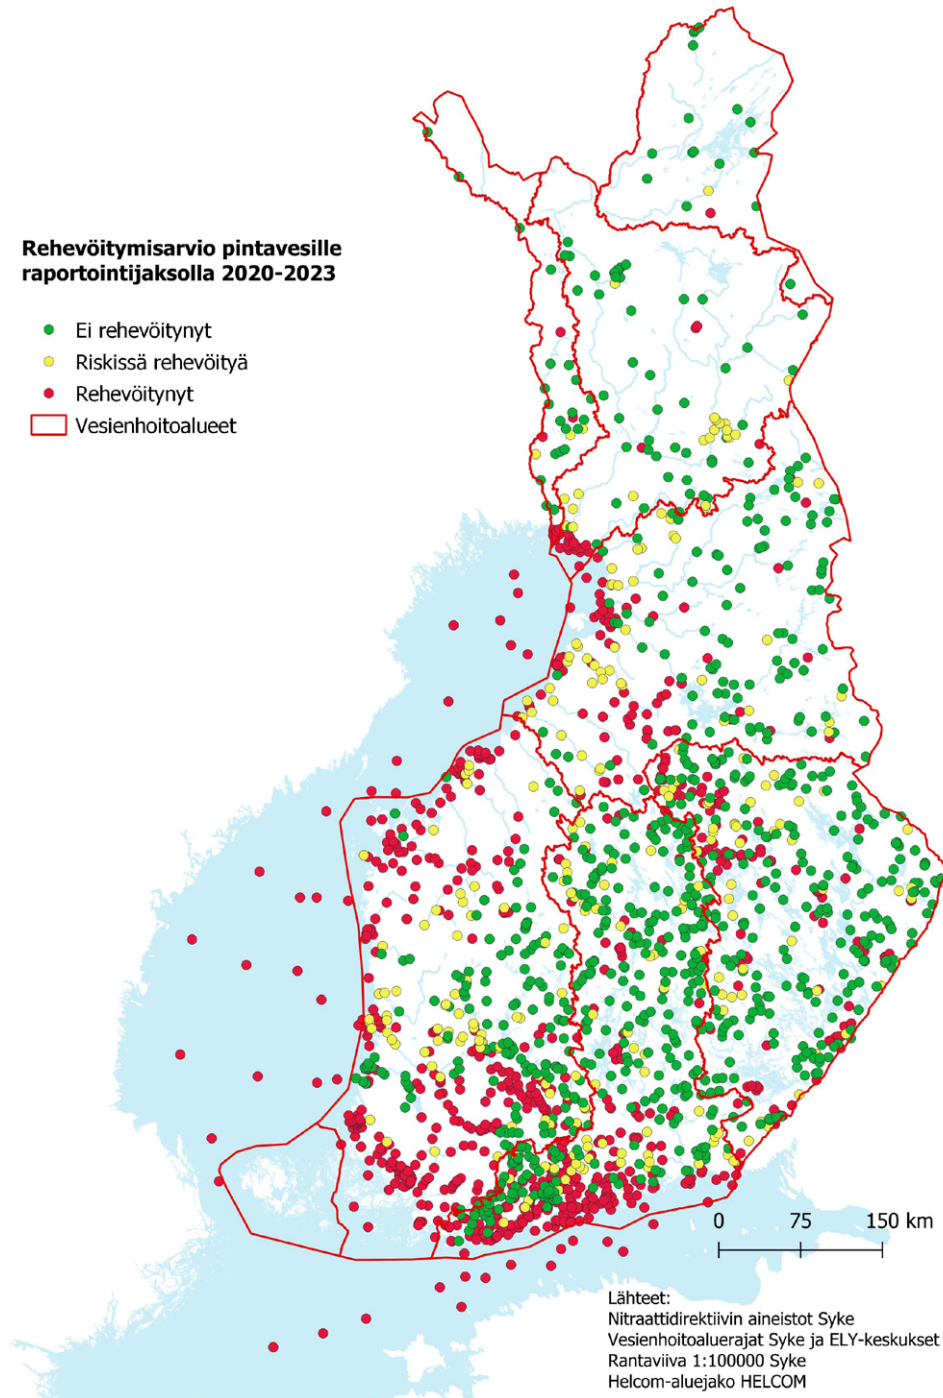 Rehevöitymisarvio pintavesille
raportointijaksolla 2020-2023
Ei rehevöitynyt
Riskissä rehevöityä
Rehevöitynyt
Vesienhoitoalueet
0 75 150 km
Lähteet:
Nitraattidirektiivin aineistot Syke
Vesienhoitoaluerajat Syke ja ELY-keskukset
Rantaviiva 1:100000 Syke
Helcom-aluejako HELCOM